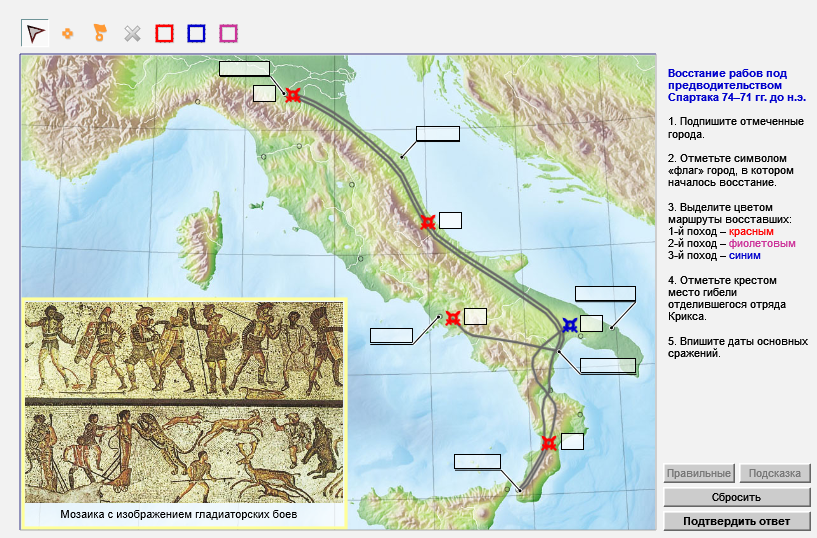 Восстание рабов под
предводительством
Спартака 74–71 гг. до н.э.
1. Подпишите отмеченные
города.
2. Отметьте символом
«флаг» город, в котором
началось восстание.
3. Выделите цветом
маршруты восставших:
1-й поход – красным
2-й поход – фиолетовым
3-й поход – синим
4. Отметьте крестом
место гибели
отделившегося отряда
Крикса.
5. Впишите даты основных
сражений.
Правильные
Подсказка
Сбросить
Подтвердить ответ
Мозаика с изображением гладиаторских боев